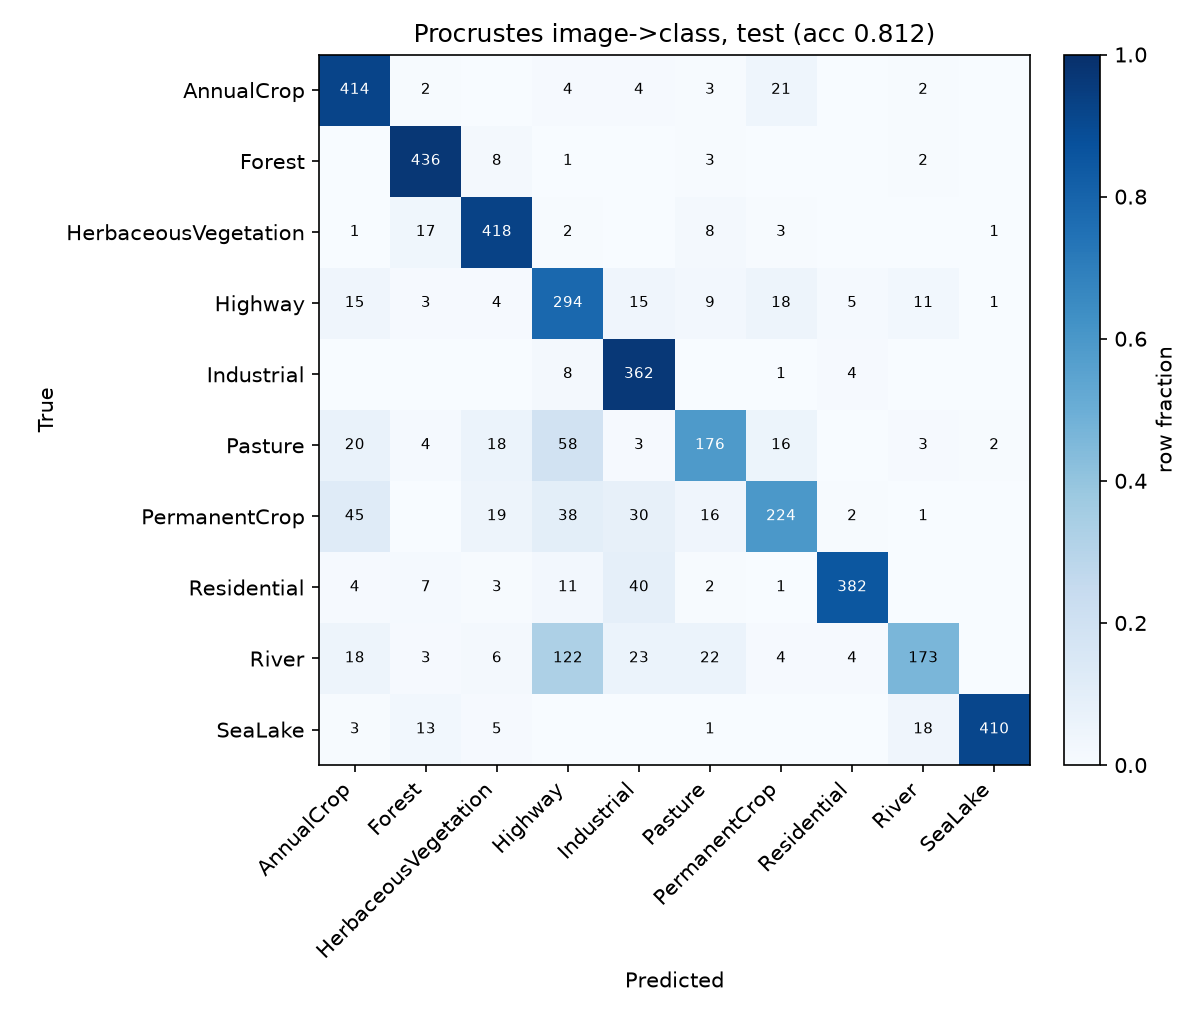 Procrustes image->class, test (acc 0.812)
True
AnnualCrop 414 2 4 4 3 21 2
Forest 436 8 1 3 2
HerbaceousVegetation 1 17 418 2 8 3 1
Highway 15 3 4 294 15 9 18 5 11 1
Industrial 8 362 1 4
Pasture 20 4 18 58 3 176 16 3 2
PermanentCrop 45 19 38 30 16 224 2 1
Residential 4 7 3 11 40 2 1 382
River 18 3 6 122 23 22 4 4 173
SeaLake 3 13 5 1 18 410
AnnualCrop
Forest
HerbaceousVegetation
Highway
Industrial
Pasture
PermanentCrop
Residential
River
SeaLake
Predicted
1.0
0.8
0.6
0.4
0.2
0.0
row fraction